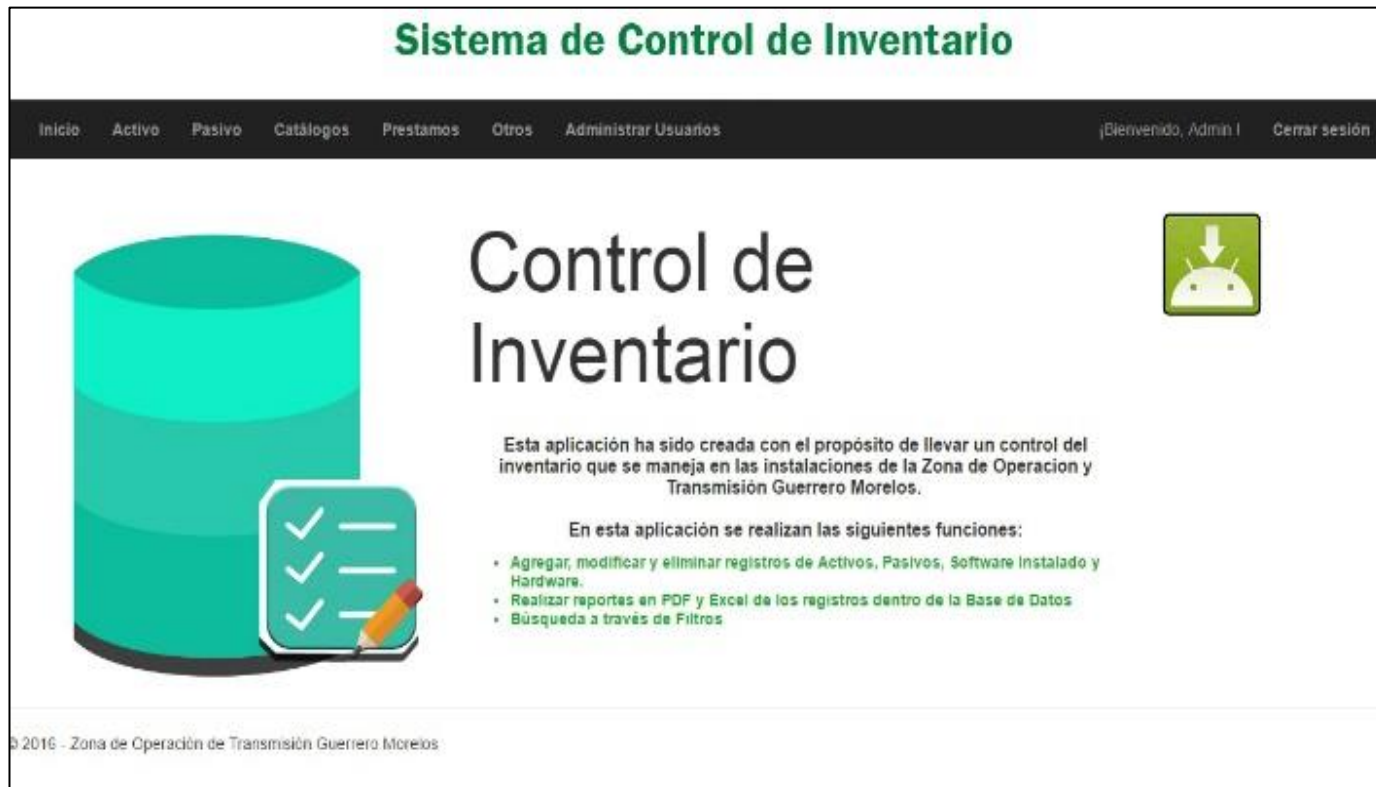 Sistema de Control de Inventario
Inicio Activo Pasivo Catálogos Prestamos Otros Administrar Usuarios ¡Bienvenido, Admin ! Cerrar sesión
Control de
Inventario
Esta aplicación ha sido creada con el propósito de llevar un control del
inventario que se maneja en las instalaciones de la Zona de Operacion y
Transmisión Guerrero Morelos.
En esta aplicación se realizan las siguientes funciones:
• Agregar, modificar y eliminar registros de Activos, Pasivos, Software Instalado y
Hardware.
• Realizar reportes en PDF y Excel de los registros dentro de la Base de Datos
• Búsqueda a través de Filtros
© 2016 - Zona de Operación de Transmisión Guerrero Morelos